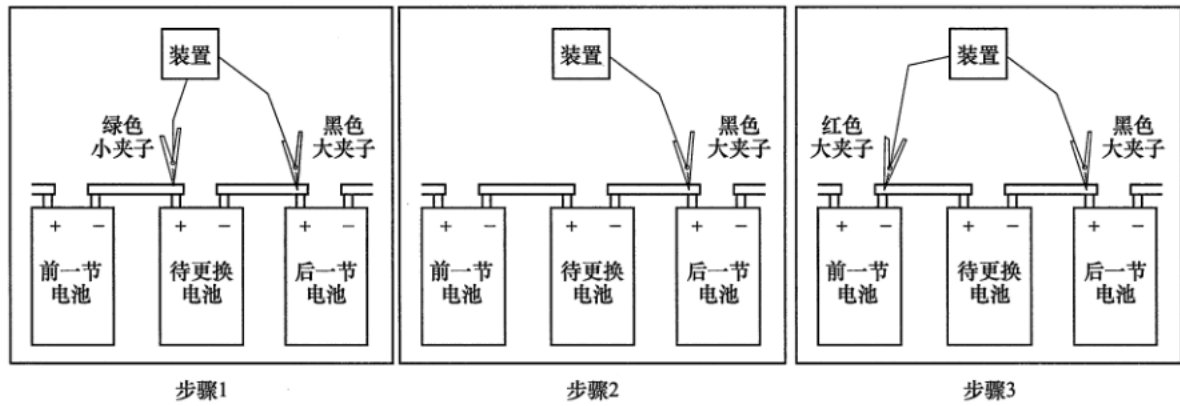 装置
绿色
小夹子
黑色
大夹子
+ − + − + −
前一节
电池
待更换
电池
后一节
电池
步骤1
装置
黑色
大夹子
+ − + − + −
前一节
电池
待更换
电池
后一节
电池
步骤2
装置
红色
大夹子
黑色
大夹子
+ − + − + −
前一节
电池
待更换
电池
后一节
电池
步骤3